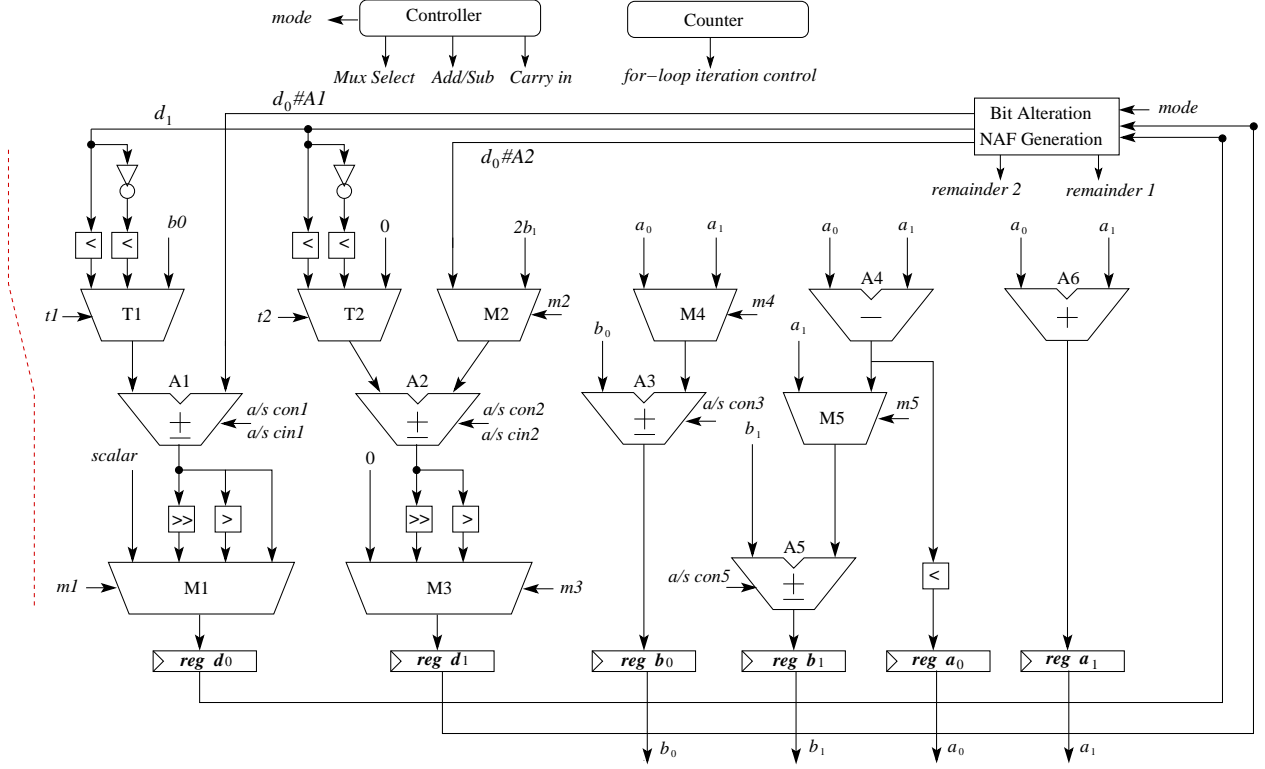 mode
Controller
Counter
Mux Select
Add/Sub
Carry in
for−loop iteration control
d1
d0#A1
d0#A2
Bit Alteration
NAF Generation
mode
remainder 2
remainder 1
b0
0
2b1
a0
a1
a0
a1
a0
a1
<
<
<
<
t1
T1
t2
T2
M2
m2
M4
m4
A4
−
A6
+
b0
a1
A1
+
−
a/s con1
a/s cin1
A2
+
−
a/s con2
a/s cin2
A3
+
−
a/s con3
M5
m5
b1
scalar
0
>>
>
>>
>
A5
+
−
a/s con5
<
m1
M1
M3
m3
reg d0
reg d1
reg b0
reg b1
reg a0
reg a1
b0
b1
a0
a1